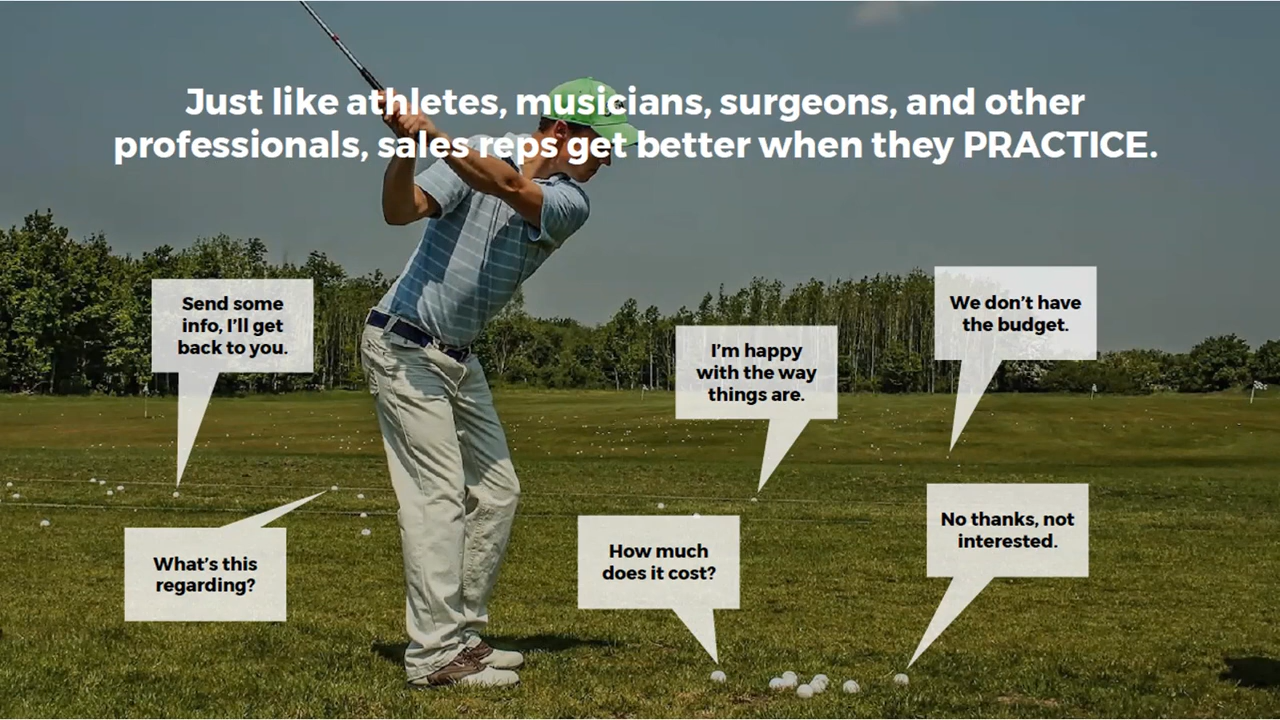 Just like athletes, musicians, surgeons, and other
professionals, sales reps get better when they PRACTICE.
Send some
info, I'll get
back to you.
What's this
regarding?
I'm happy
with the way
things are.
How much
does it cost?
We don't have
the budget.
No thanks, not
interested.